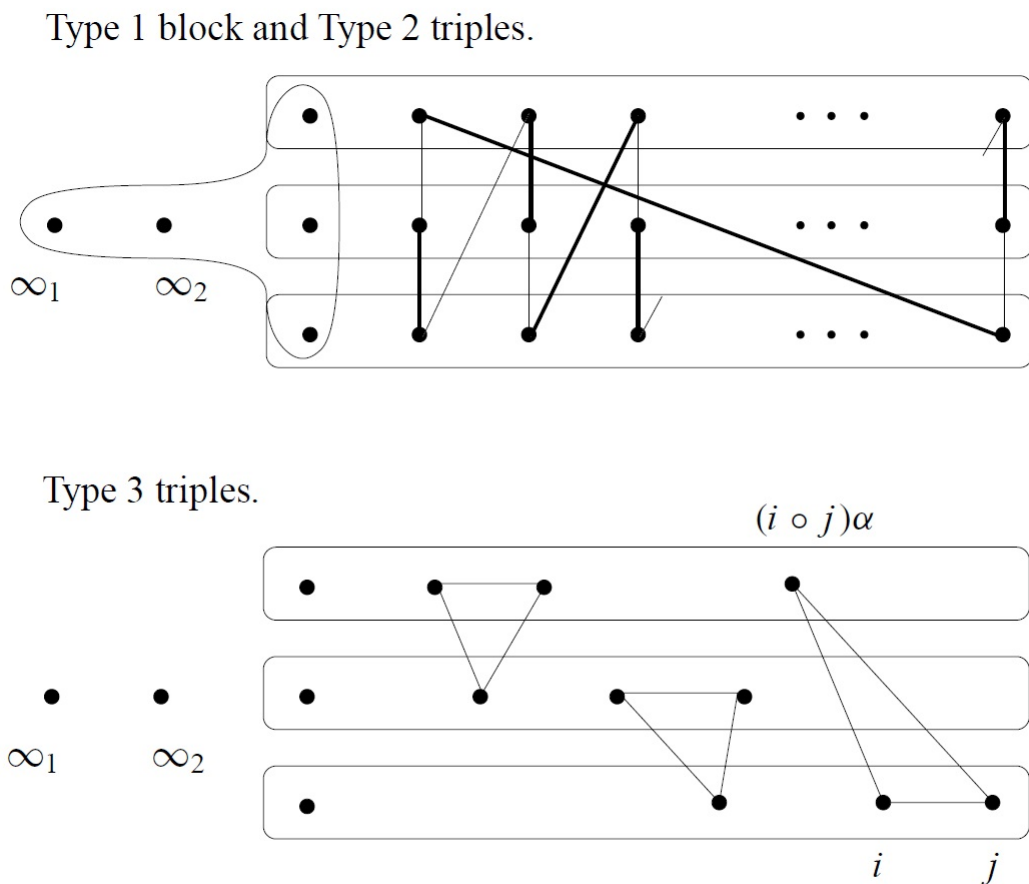 Type 1 block and Type 2 triples.
∞₁ ∞₂
Type 3 triples.
(i ∘ j)α
∞₁ ∞₂
i j